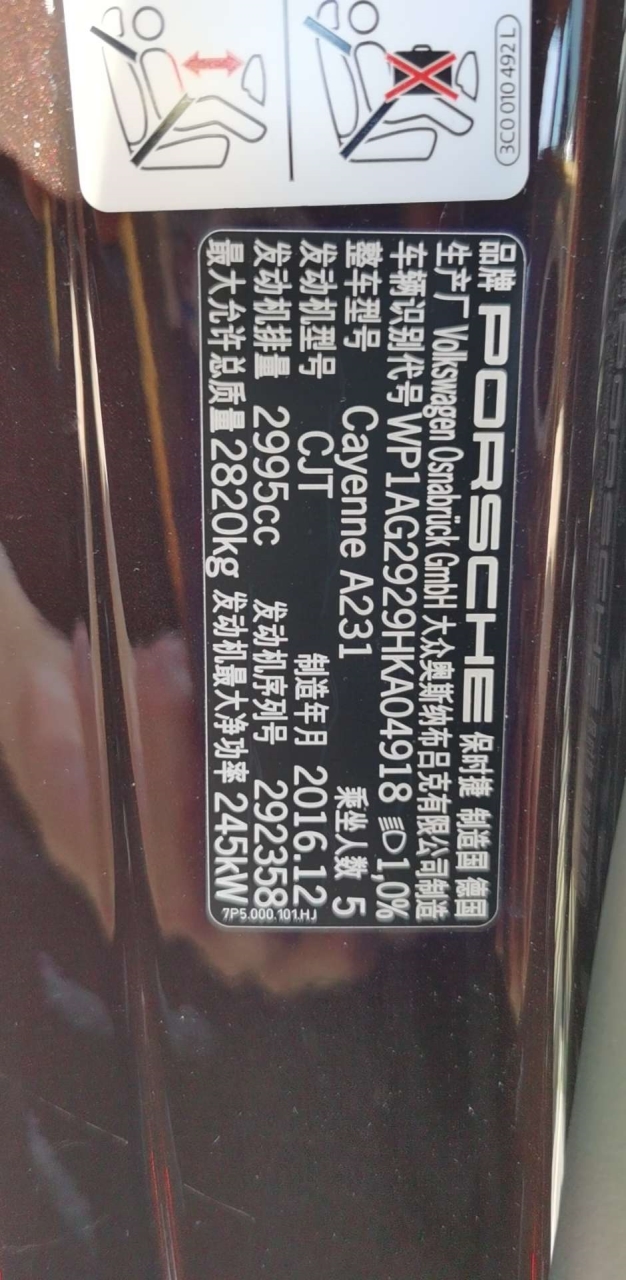 3C0 010 492 L
品牌 PORSCHE 保时捷 制造国 德国
生产厂 Volkswagen Osnabrück GmbH 大众奥斯纳布吕克有限公司制造
车辆识别代号 WP1AG2929HKA04918 1,0%
整车型号 Cayenne A231 乘坐人数 5
发动机型号 CJT 制造年月 2016.12
发动机排量 2995cc 发动机序列号 292358
最大允许总质量 2820kg 发动机最大净功率 245kW
7P5.000.101.HJ